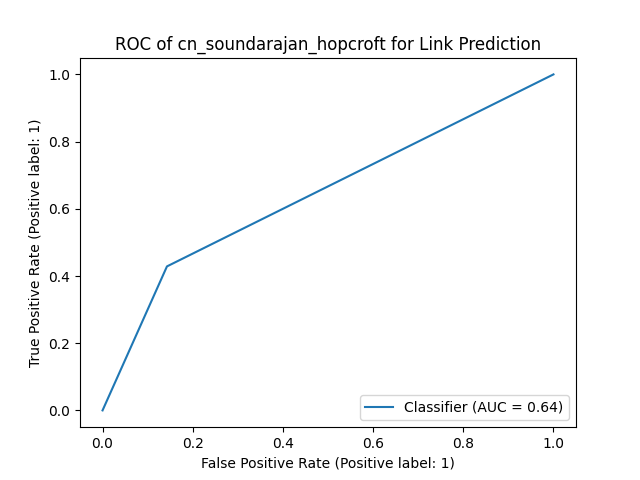 ROC of cn_soundarajan_hopcroft for Link Prediction
True Positive Rate (Positive label: 1)
1.0
0.8
0.6
0.4
0.2
0.0
Classifier (AUC = 0.64)
0.0 0.2 0.4 0.6 0.8 1.0
False Positive Rate (Positive label: 1)